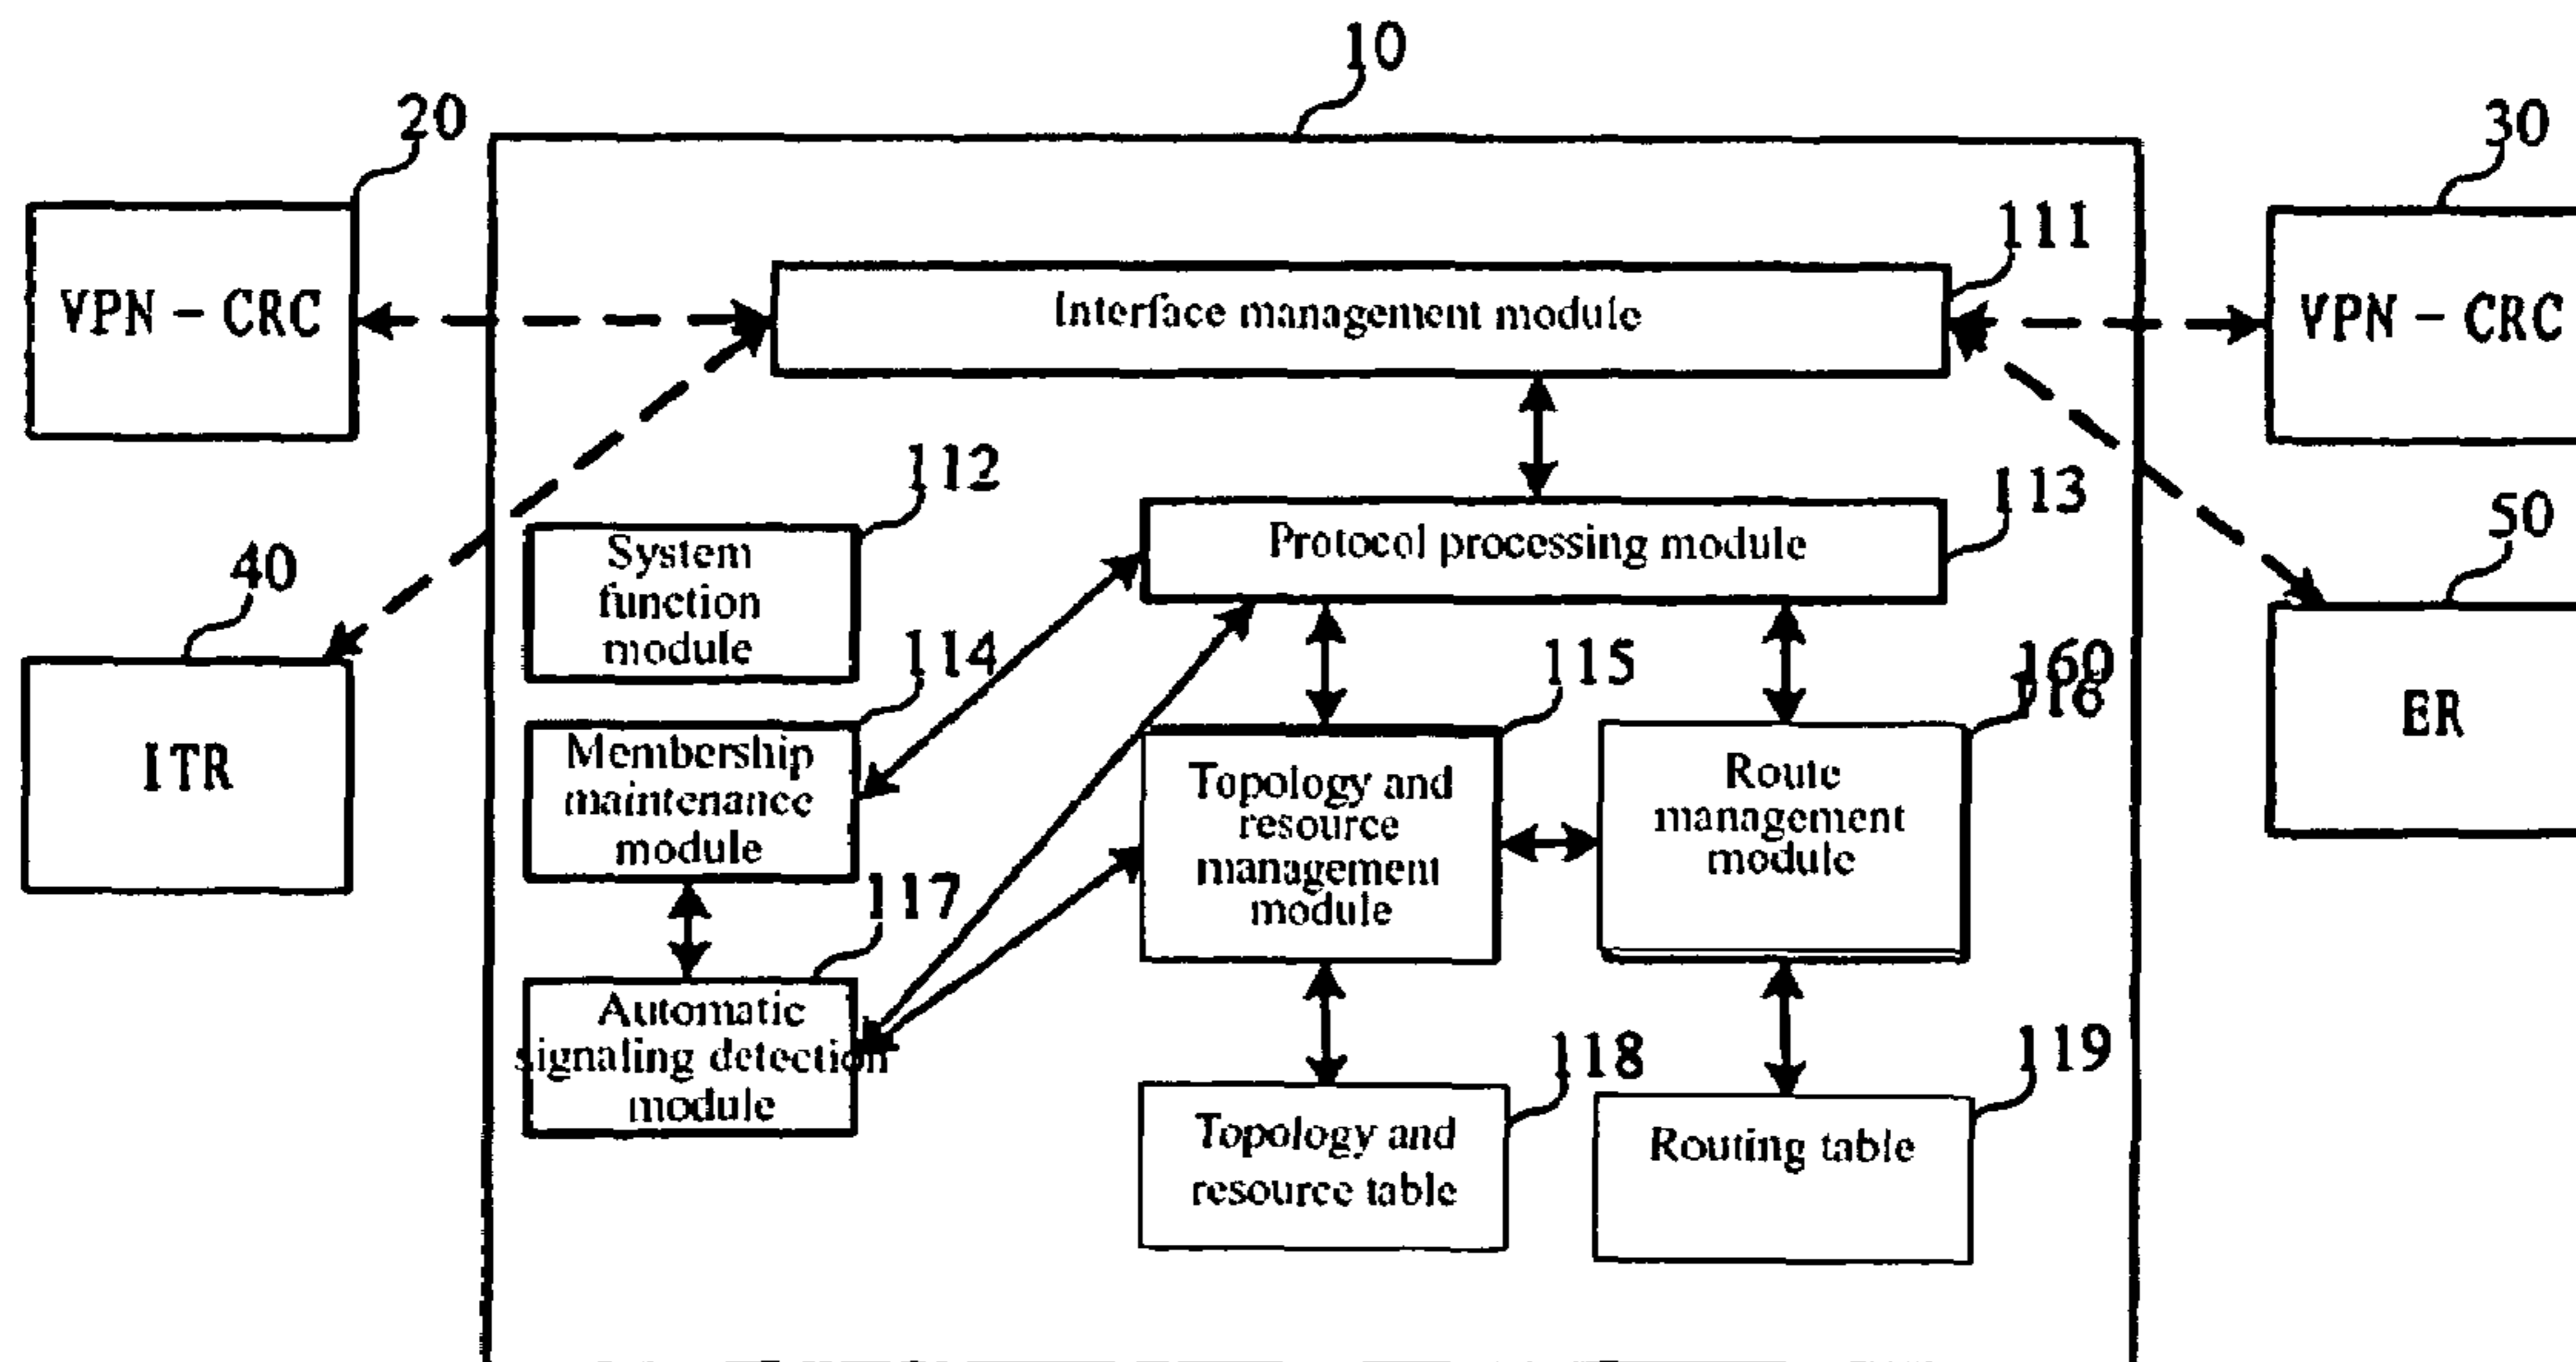 10
20
30
VPN - CRC
111
Interface management module
VPN - CRC
112
System
function
module
113
Protocol processing module
40
ITR
50
ER
114
Membership
maintenance
module
115
Topology and
resource
management
module
160
116
Route
management
module
117
Automatic
signaling detection
module
118
Topology and
resource table
119
Routing table